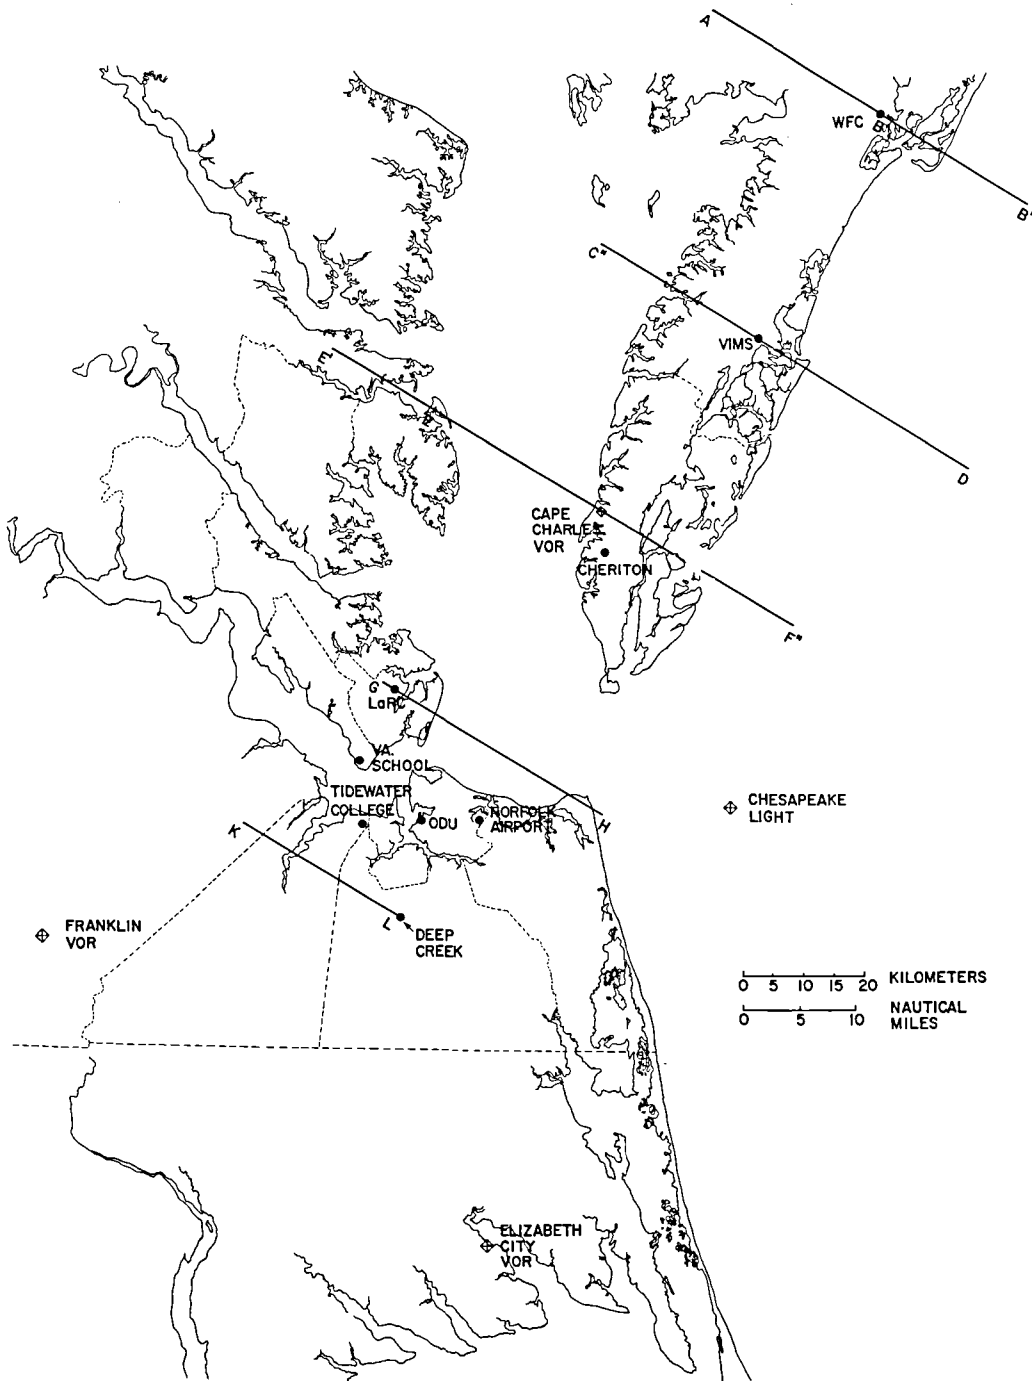 A
WFC
B
B"
C"
VIMS
D
E
CAPE
CHARLES
VOR
CHERITON
F"
G
LaRC
VA.
SCHOOL
TIDEWATER
COLLEGE
ODU
NORFOLK
AIRPORT
H
K
L
DEEP
CREEK
CHESAPEAKE
LIGHT
FRANKLIN
VOR
0 5 10 15 20 KILOMETERS
0 5 10 NAUTICAL
MILES
ELIZABETH
CITY
VOR